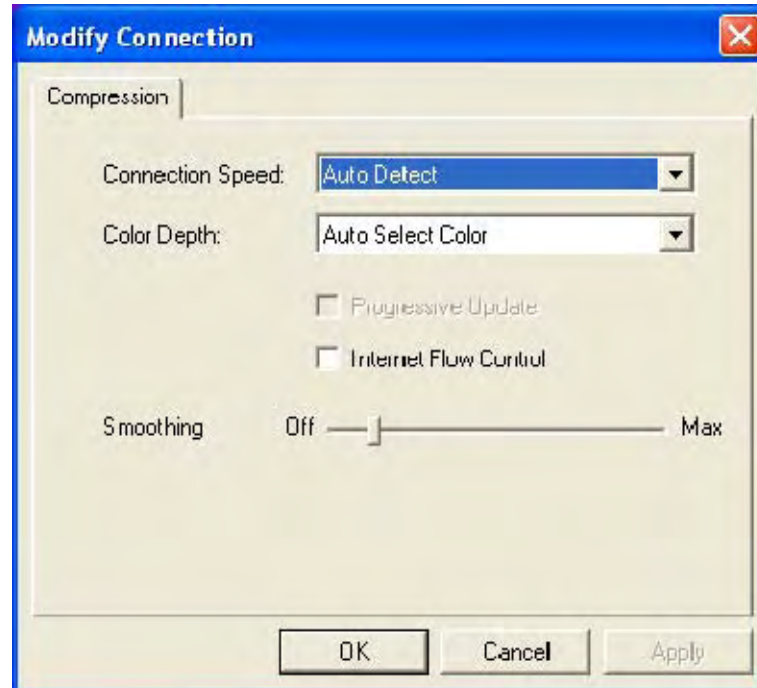 Modify Connection
Compression
Connection Speed: Auto Detect
Color Depth: Auto Select Color
Progressive Update
Internet Flow Control
Smoothing Off Max
OK Cancel Apply